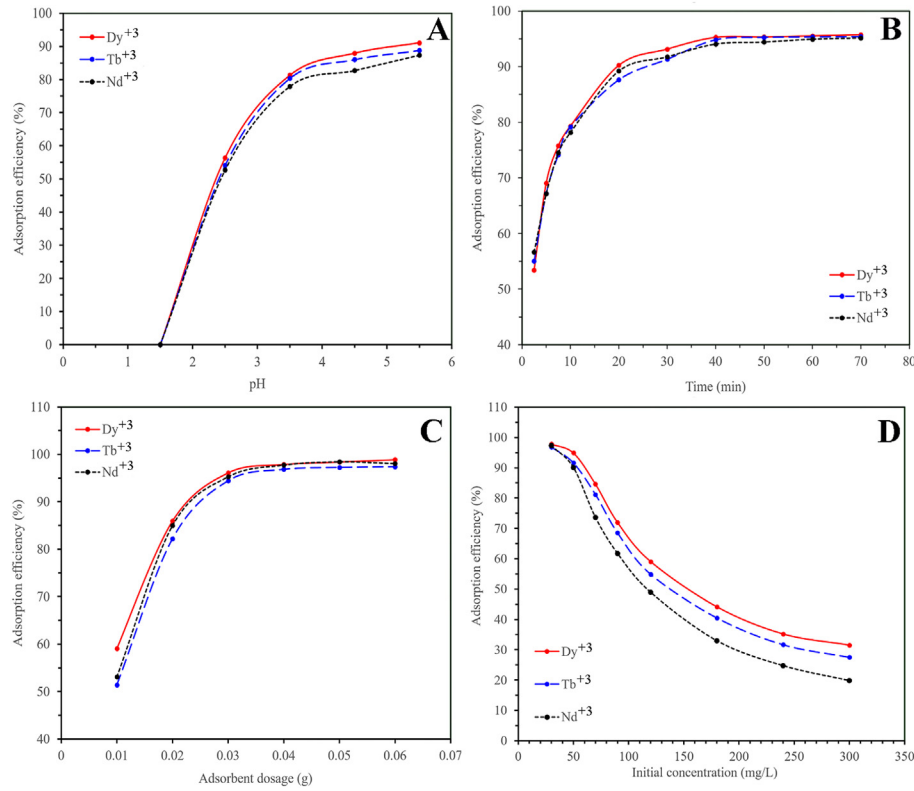 A
Dy+3
Tb+3
Nd+3
Adsorption efficiency (%)
100
90
80
70
60
50
40
30
20
10
0
0 1 2 3 4 5 6
pH
B
Adsorption efficiency (%)
100
90
80
70
60
50
40
Dy+3
Tb+3
Nd+3
0 10 20 30 40 50 60 70 80
Time (min)
C
Dy+3
Tb+3
Nd+3
Adsorption efficiency (%)
110
100
90
80
70
60
50
40
0.00 0.01 0.02 0.03 0.04 0.05 0.06 0.07
Adsorbent dosage (g)
D
Adsorption efficiency (%)
110
100
90
80
70
60
50
40
30
20
10
0
Dy+3
Tb+3
Nd+3
0 50 100 150 200 250 300 350
Initial concentration (mg/L)